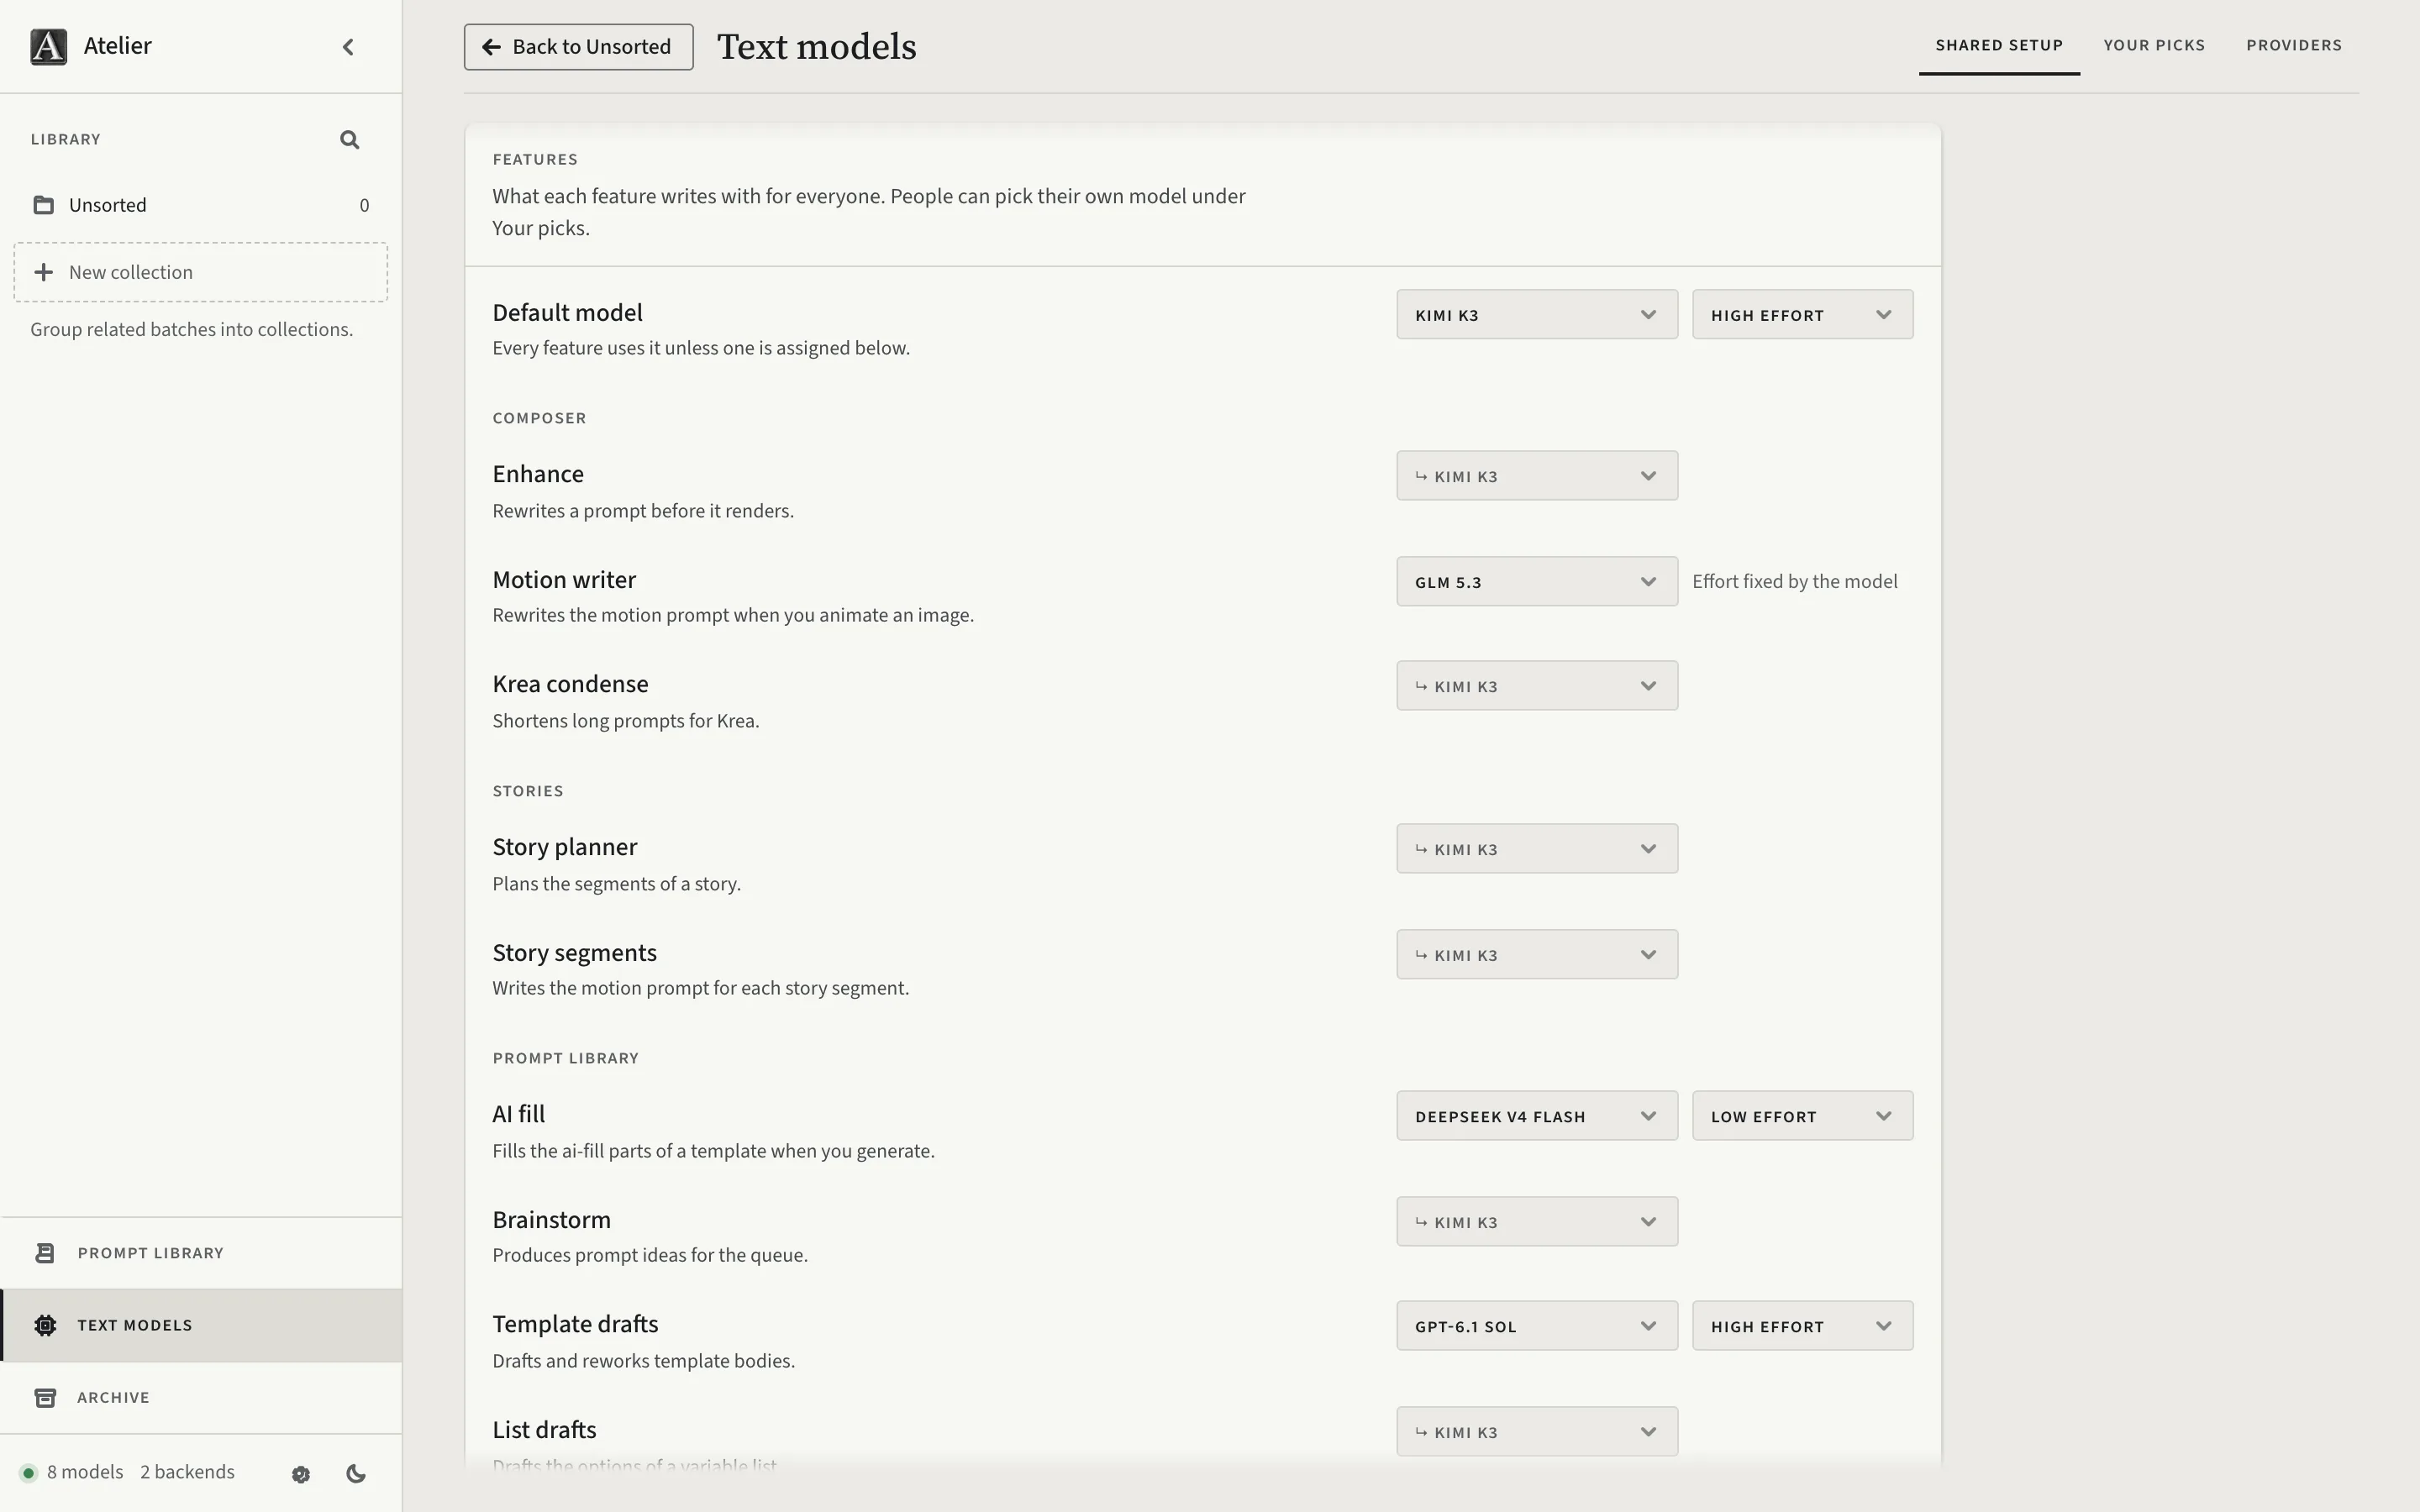 Atelier
LIBRARY
Unsorted 0
New collection
Group related batches into collections.
PROMPT LIBRARY
TEXT MODELS
ARCHIVE
8 models 2 backends
Back to Unsorted
Text models
SHARED SETUP YOUR PICKS PROVIDERS
FEATURES
What each feature writes with for everyone. People can pick their own model under
Your picks.
Default model
KIMI K3
HIGH EFFORT
Every feature uses it unless one is assigned below.
COMPOSER
Enhance
↳ KIMI K3
Rewrites a prompt before it renders.
Motion writer
GLM 5.3
Effort fixed by the model
Rewrites the motion prompt when you animate an image.
Krea condense
↳ KIMI K3
Shortens long prompts for Krea.
STORIES
Story planner
↳ KIMI K3
Plans the segments of a story.
Story segments
↳ KIMI K3
Writes the motion prompt for each story segment.
PROMPT LIBRARY
AI fill
DEEPSEEK V4 FLASH
LOW EFFORT
Fills the ai-fill parts of a template when you generate.
Brainstorm
↳ KIMI K3
Produces prompt ideas for the queue.
Template drafts
GPT-6.1 SOL
HIGH EFFORT
Drafts and reworks template bodies.
List drafts
↳ KIMI K3
Drafts the options of a variable list.